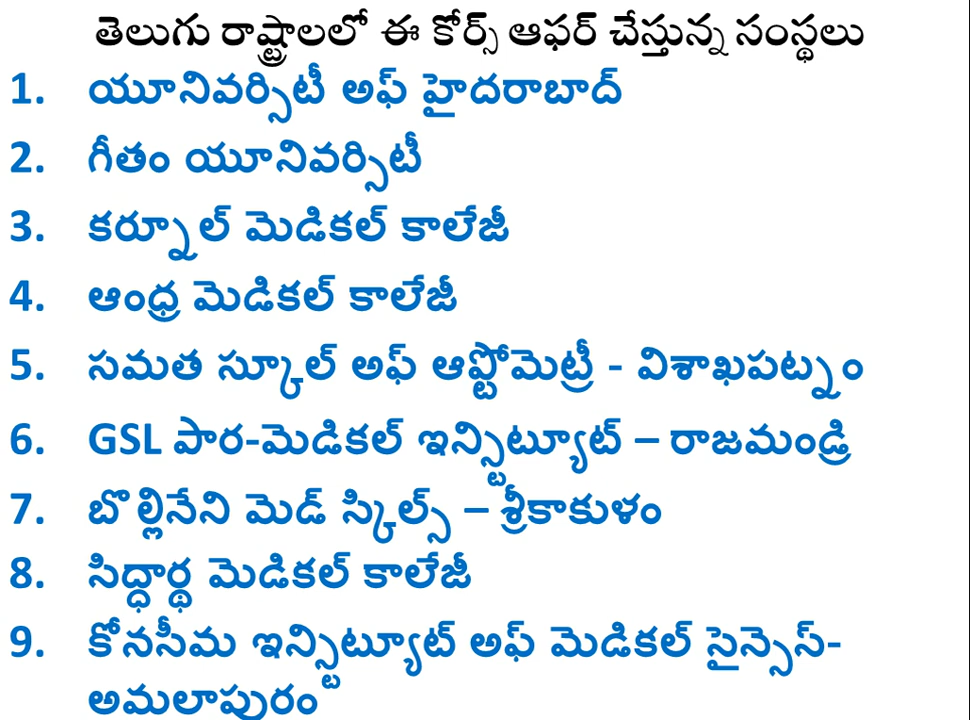 తెలుగు రాష్ట్రాలలో ఈ కోర్స్ ఆఫర్ చేస్తున్న సంస్థలు
1. యూనివర్సిటీ అఫ్ హైదరాబాద్
2. గీతం యూనివర్సిటీ
3. కర్నూల్ మెడికల్ కాలేజీ
4. ఆంధ్ర మెడికల్ కాలేజీ
5. సమత స్కూల్ అఫ్ ఆప్టోమెట్రీ - విశాఖపట్నం
6. GSL పార-మెడికల్ ఇన్స్టిట్యూట్ – రాజమండ్రి
7. బొల్లినేని మెడ్ స్కిల్స్ – శ్రీకాకుళం
8. సిద్ధార్థ మెడికల్ కాలేజీ
9. కోనసీమ ఇన్స్టిట్యూట్ అఫ్ మెడికల్ సైన్సెస్-
అమలాపురం